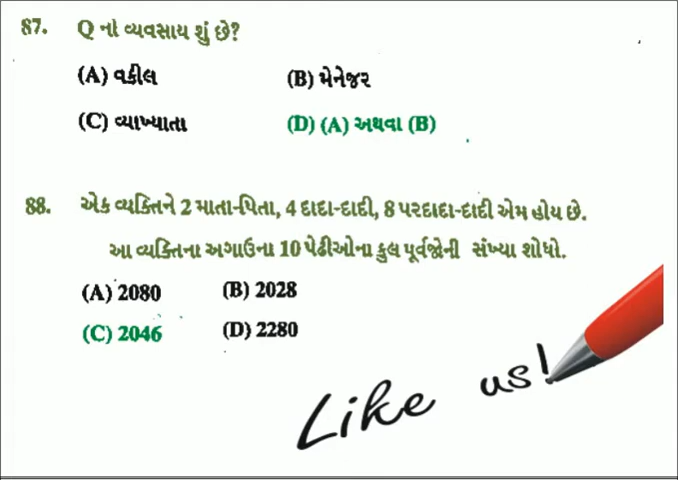 87. Q નો વ્યવસાય શું છે?
(A) વકીલ (B) મેનેજર
(C) વ્યાખ્યાતા (D) (A) અથવા (B)
88. એક વ્યક્તિને 2 માતા-પિતા, 4 દાદા-દાદી, 8 પરદાદા-દાદી એમ હોય છે.
આ વ્યક્તિના અગાઉના 10 પેઢીઓના કુલ પૂર્વજોની સંખ્યા શોધો.
(A) 2080 (B) 2028
(C) 2046 (D) 2280
Like us!